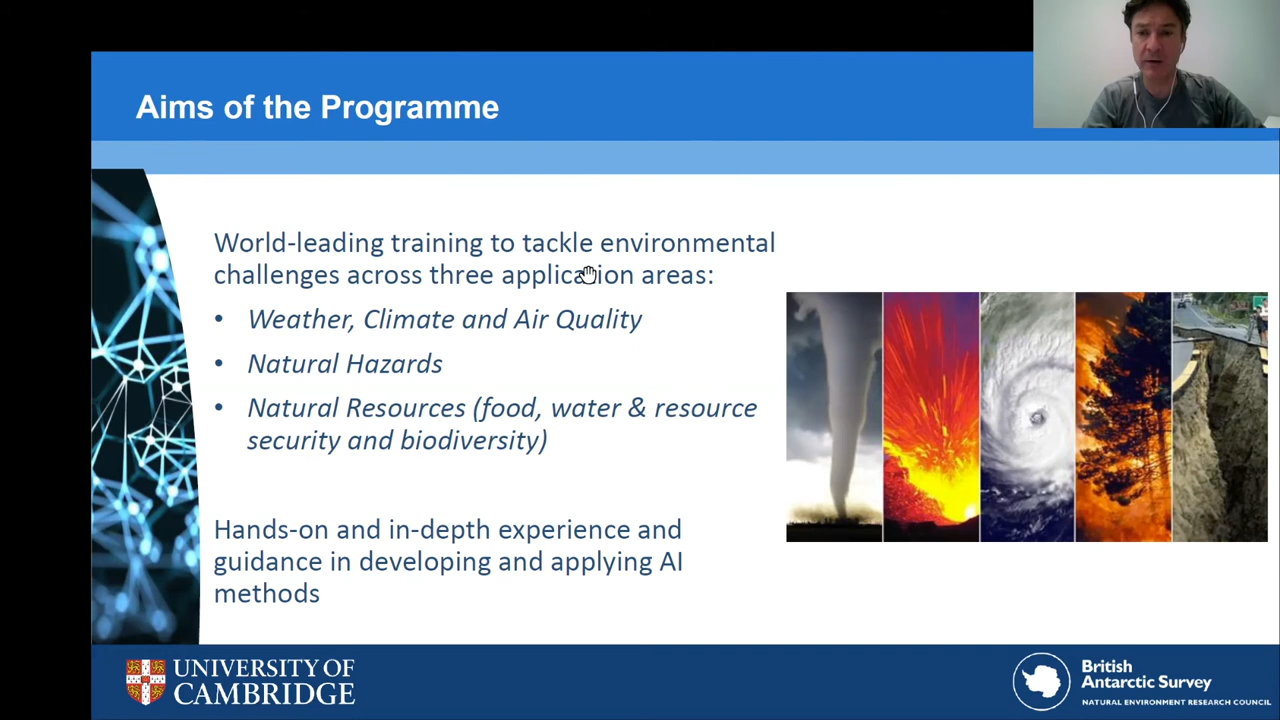 Aims of the Programme
World-leading training to tackle environmental
challenges across three application areas:
• Weather, Climate and Air Quality
• Natural Hazards
• Natural Resources (food, water & resource
security and biodiversity)
Hands-on and in-depth experience and
guidance in developing and applying AI
methods
UNIVERSITY OF
CAMBRIDGE
British
Antarctic Survey
NATURAL ENVIRONMENT RESEARCH COUNCIL